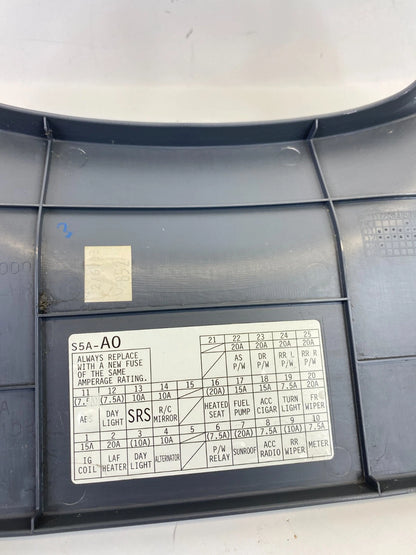 3
S5A-A0
ALWAYS REPLACE
WITH A NEW FUSE
OF THE SAME
AMPERAGE RATING.
21 22 23 24 25
20A 20A 20A 20A
AS P/W DR P/W RR L P/W RR R P/W
11 12 13 14 15 16 17 18 19 20
(7.5) (7.5A) 10A 10A (20A) 15A 15A 7.5A 20A
DAY LIGHT SRS R/C MIRROR HEATED SEAT FUEL PUMP ACC CIGAR TURN LIGHT FR WIPER
1 2 3 4 5 6 7 8 9 10
15A 20A (10A) 10A (7.5A) (20A) 7.5A (10A) 7.5A
IG COIL LAF HEATER DAY LIGHT ALTERNATOR P/W RELAY SUNROOF ACC RADIO RR WIPER METER